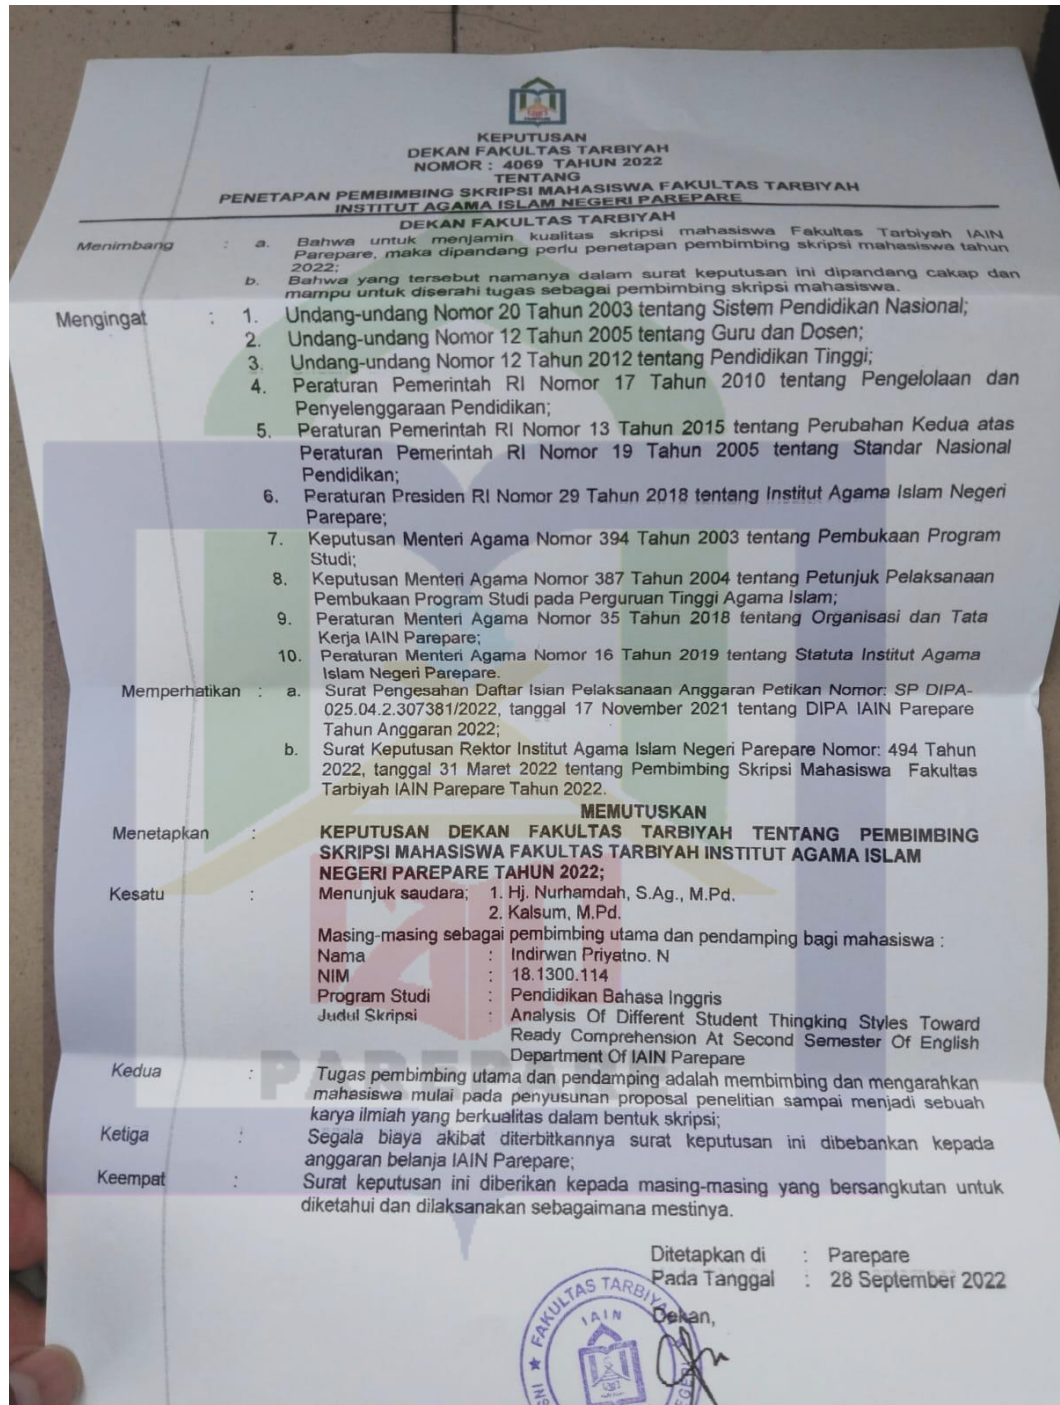 KEPUTUSAN
DEKAN FAKULTAS TARBIYAH
NOMOR : 4069 TAHUN 2022
TENTANG
PENETAPAN PEMBIMBING SKRIPSI MAHASISWA FAKULTAS TARBIYAH
INSTITUT AGAMA ISLAM NEGERI PAREPARE
DEKAN FAKULTAS TARBIYAH
Menimbang : a. Bahwa untuk menjamin kualitas skripsi mahasiswa Fakultas Tarbiyah IAIN
Parepare, maka dipandang perlu penetapan pembimbing skripsi mahasiswa tahun
2022;
b. Bahwa yang tersebut namanya dalam surat keputusan ini dipandang cakap dan
mampu untuk diserahi tugas sebagai pembimbing skripsi mahasiswa.
Mengingat : 1. Undang-undang Nomor 20 Tahun 2003 tentang Sistem Pendidikan Nasional;
2. Undang-undang Nomor 12 Tahun 2005 tentang Guru dan Dosen;
3. Undang-undang Nomor 12 Tahun 2012 tentang Pendidikan Tinggi;
4. Peraturan Pemerintah RI Nomor 17 Tahun 2010 tentang Pengelolaan dan
Penyelenggaraan Pendidikan;
5. Peraturan Pemerintah RI Nomor 13 Tahun 2015 tentang Perubahan Kedua atas
Peraturan Pemerintah RI Nomor 19 Tahun 2005 tentang Standar Nasional
Pendidikan;
6. Peraturan Presiden RI Nomor 29 Tahun 2018 tentang Institut Agama Islam Negeri
Parepare;
7. Keputusan Menteri Agama Nomor 394 Tahun 2003 tentang Pembukaan Program
Studi;
8. Keputusan Menteri Agama Nomor 387 Tahun 2004 tentang Petunjuk Pelaksanaan
Pembukaan Program Studi pada Perguruan Tinggi Agama Islam;
9. Peraturan Menteri Agama Nomor 35 Tahun 2018 tentang Organisasi dan Tata
Kerja IAIN Parepare;
10. Peraturan Menteri Agama Nomor 16 Tahun 2019 tentang Statuta Institut Agama
Islam Negeri Parepare.
Memperhatikan : a. Surat Pengesahan Daftar Isian Pelaksanaan Anggaran Petikan Nomor: SP DIPA-
025.04.2.307381/2022, tanggal 17 November 2021 tentang DIPA IAIN Parepare
Tahun Anggaran 2022;
b. Surat Keputusan Rektor Institut Agama Islam Negeri Parepare Nomor: 494 Tahun
2022, tanggal 31 Maret 2022 tentang Pembimbing Skripsi Mahasiswa Fakultas
Tarbiyah IAIN Parepare Tahun 2022.
MEMUTUSKAN
Menetapkan : KEPUTUSAN DEKAN FAKULTAS TARBIYAH TENTANG PEMBIMBING
SKRIPSI MAHASISWA FAKULTAS TARBIYAH INSTITUT AGAMA ISLAM
NEGERI PAREPARE TAHUN 2022;
Kesatu : Menunjuk saudara; 1. Hj. Nurhamdah, S.Ag., M.Pd.
2. Kalsum, M.Pd.
Masing-masing sebagai pembimbing utama dan pendamping bagi mahasiswa :
Nama : Indirwan Priyatno. N
NIM : 18.1300.114
Program Studi : Pendidikan Bahasa Inggris
Judul Skripsi : Analysis Of Different Student Thingking Styles Toward
Ready Comprehension At Second Semester Of English
Department Of IAIN Parepare
Kedua : Tugas pembimbing utama dan pendamping adalah membimbing dan mengarahkan
mahasiswa mulai pada penyusunan proposal penelitian sampai menjadi sebuah
karya ilmiah yang berkualitas dalam bentuk skripsi;
Ketiga : Segala biaya akibat diterbitkannya surat keputusan ini dibebankan kepada
anggaran belanja IAIN Parepare;
Keempat : Surat keputusan ini diberikan kepada masing-masing yang bersangkutan untuk
diketahui dan dilaksanakan sebagaimana mestinya.
Ditetapkan di : Parepare
Pada Tanggal : 28 September 2022
Dekan,
FAKULTAS TARBIYAH
IAIN
PAREPARE